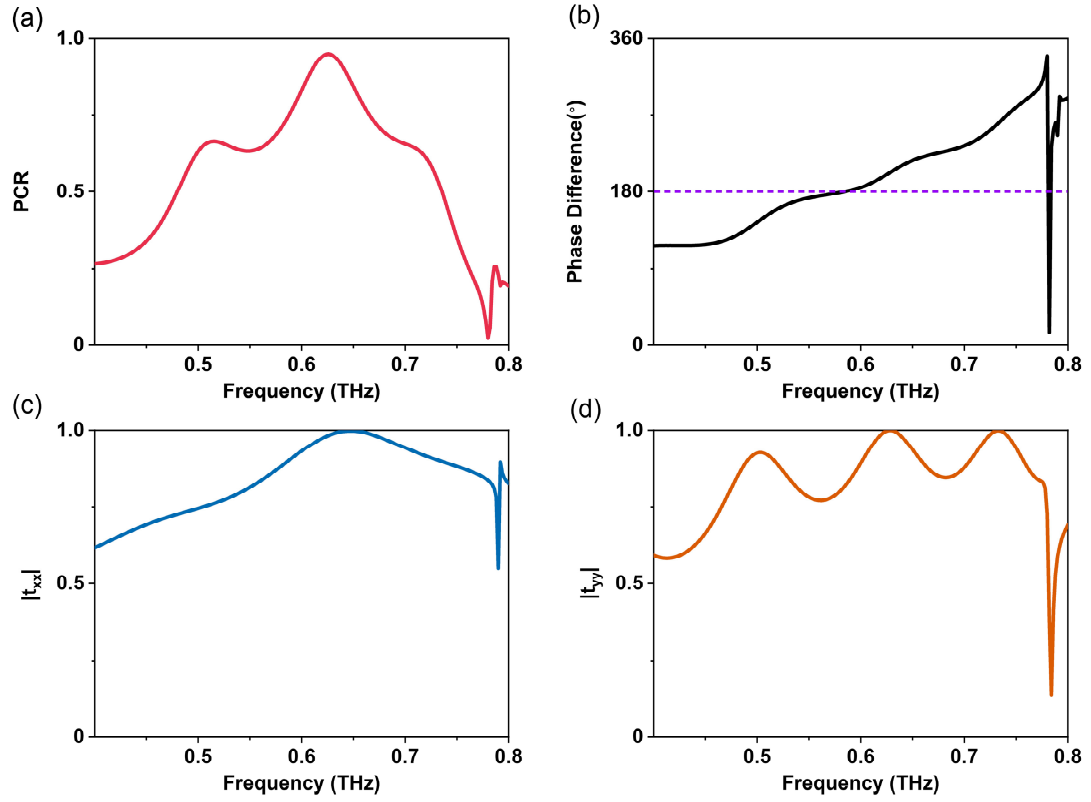 (a)
1.0
0.5
0
PCR
0.5 0.6 0.7 0.8
Frequency (THz)
(b)
360
180
0
Phase Difference(°)
0.5 0.6 0.7 0.8
Frequency (THz)
(c)
1.0
0.5
0
|txx|
0.5 0.6 0.7 0.8
Frequency (THz)
(d)
1.0
0.5
0
|tyy|
0.5 0.6 0.7 0.8
Frequency (THz)